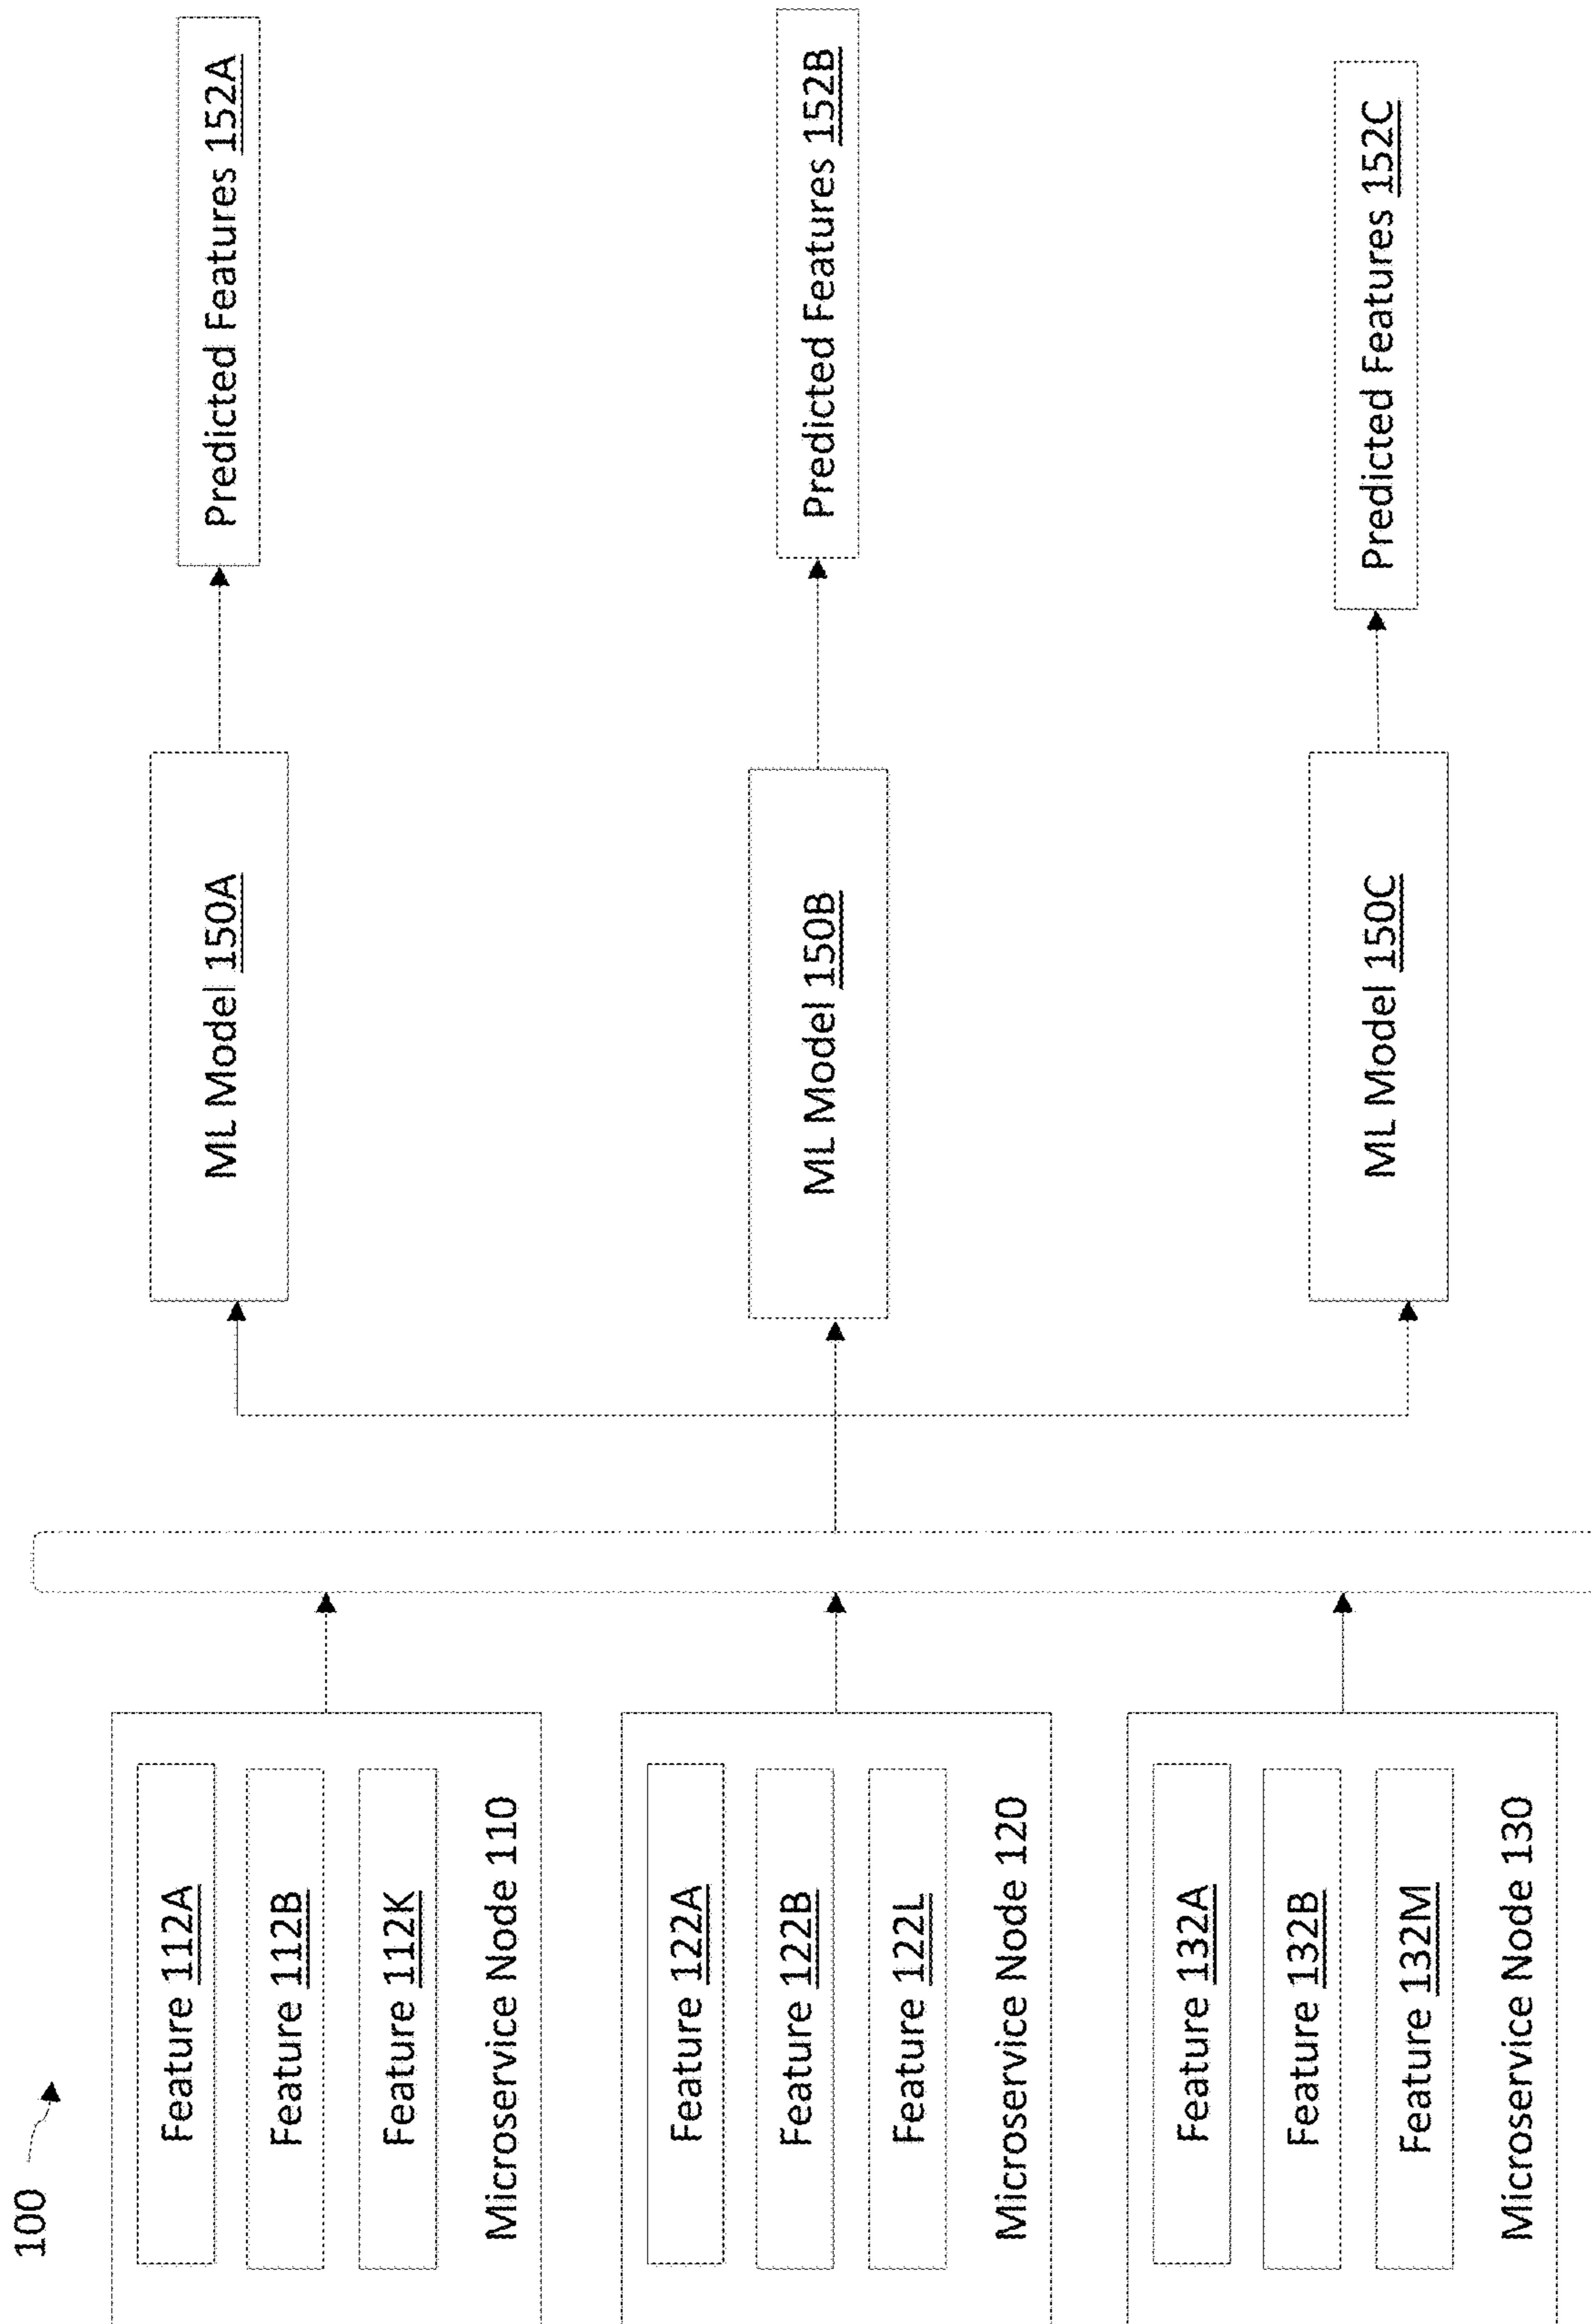 100
Feature 112A
Feature 112B
Feature 112K
Microservice Node 110
Feature 122A
Feature 122B
Feature 122L
Microservice Node 120
Feature 132A
Feature 132B
Feature 132M
Microservice Node 130
ML Model 150A
ML Model 150B
ML Model 150C
Predicted Features 152A
Predicted Features 152B
Predicted Features 152C